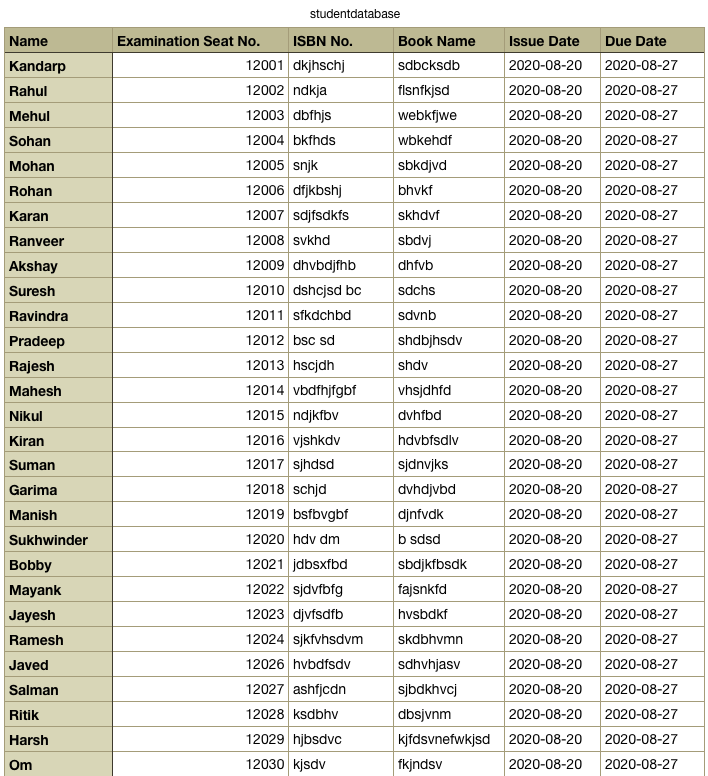 studentdatabase
Name Examination Seat No. ISBN No. Book Name Issue Date Due Date
Kandarp 12001 dkjhschj sdbcksdb 2020-08-20 2020-08-27
Rahul 12002 ndkja flsnfkjsd 2020-08-20 2020-08-27
Mehul 12003 dbfhjs webkfjwe 2020-08-20 2020-08-27
Sohan 12004 bkfhds wbkehdf 2020-08-20 2020-08-27
Mohan 12005 snjk sbkdjvd 2020-08-20 2020-08-27
Rohan 12006 dfjkbshj bhvkf 2020-08-20 2020-08-27
Karan 12007 sdjfsdkfs skhdvf 2020-08-20 2020-08-27
Ranveer 12008 svkhd sbdvj 2020-08-20 2020-08-27
Akshay 12009 dhvbdjfhb dhfvb 2020-08-20 2020-08-27
Suresh 12010 dshcjsd bc sdchs 2020-08-20 2020-08-27
Ravindra 12011 sfkdchbd sdvnb 2020-08-20 2020-08-27
Pradeep 12012 bsc sd shdbjhsdv 2020-08-20 2020-08-27
Rajesh 12013 hscjdh shdv 2020-08-20 2020-08-27
Mahesh 12014 vbdfhjfgbf vhsjdhfd 2020-08-20 2020-08-27
Nikul 12015 ndjkfbv dvhfbd 2020-08-20 2020-08-27
Kiran 12016 vjshkdv hdvbfsdlv 2020-08-20 2020-08-27
Suman 12017 sjhdsd sjdnvjks 2020-08-20 2020-08-27
Garima 12018 schjd dvhdjvbd 2020-08-20 2020-08-27
Manish 12019 bsfbvgbf djnfvdk 2020-08-20 2020-08-27
Sukhwinder 12020 hdv dm b sdsd 2020-08-20 2020-08-27
Bobby 12021 jdbsxfbd sbdjkfbsdk 2020-08-20 2020-08-27
Mayank 12022 sjdvfbfg fajsnkfd 2020-08-20 2020-08-27
Jayesh 12023 djvfsdfb hvsbdkf 2020-08-20 2020-08-27
Ramesh 12024 sjkfvhsdvm skdbhvmn 2020-08-20 2020-08-27
Javed 12026 hvbdfsdv sdhvhjasv 2020-08-20 2020-08-27
Salman 12027 ashfjcdn sjbdkhvcj 2020-08-20 2020-08-27
Ritik 12028 ksdbhv dbsjvnm 2020-08-20 2020-08-27
Harsh 12029 hjbsdvc kjfdsvnefwkjsd 2020-08-20 2020-08-27
Om 12030 kjsdv fkjndsv 2020-08-20 2020-08-27